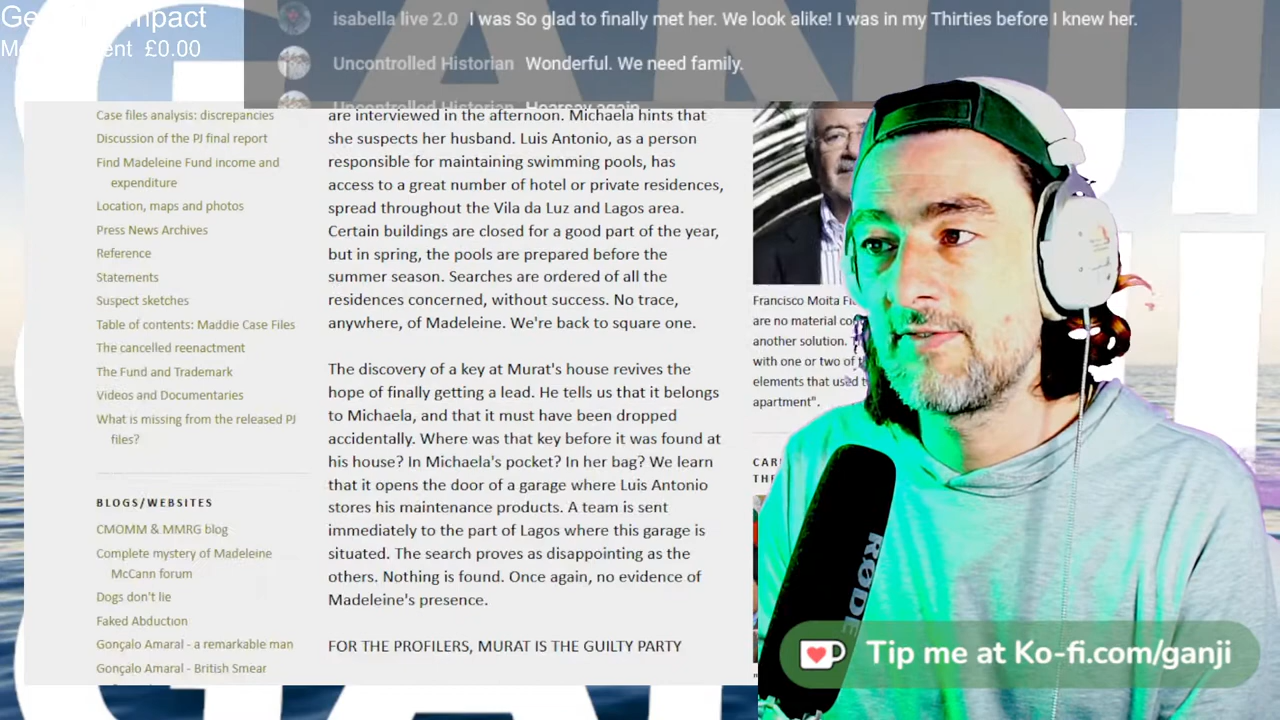 Ge
mpact
Mo
ent £0.00
isabella live 2.0 I was So glad to finally met her. We look alike! I was in my Thirties before I knew her.
Uncontrolled Historian Wonderful. We need family.
Uncontrolled Historian Hearsay again
Case files analysis: discrepancies
Discussion of the PJ final report
Find Madeleine Fund income and
expenditure
Location, maps and photos
Press News Archives
Reference
Statements
Suspect sketches
Table of contents: Maddie Case Files
The cancelled reenactment
The Fund and Trademark
Videos and Documentaries
What is missing from the released PJ
files?
BLOGS/WEBSITES
CMOMM & MMRG blog
Complete mystery of Madeleine
McCann forum
Dogs don't lie
Faked Abduction
Gonçalo Amaral - a remarkable man
Gonçalo Amaral - British Smear
are interviewed in the afternoon. Michaela hints that
she suspects her husband. Luis Antonio, as a person
responsible for maintaining swimming pools, has
access to a great number of hotel or private residences,
spread throughout the Vila da Luz and Lagos area.
Certain buildings are closed for a good part of the year,
but in spring, the pools are prepared before the
summer season. Searches are ordered of all the
residences concerned, without success. No trace,
anywhere, of Madeleine. We're back to square one.
The discovery of a key at Murat's house revives the
hope of finally getting a lead. He tells us that it belongs
to Michaela, and that it must have been dropped
accidentally. Where was that key before it was found at
his house? In Michaela's pocket? In her bag? We learn
that it opens the door of a garage where Luis Antonio
stores his maintenance products. A team is sent
immediately to the part of Lagos where this garage is
situated. The search proves as disappointing as the
others. Nothing is found. Once again, no evidence of
Madeleine's presence.
FOR THE PROFILERS, MURAT IS THE GUILTY PARTY
Francisco Moita Fl
are no material co
another solution.
with one or two of t
elements that used t
apartment".
CAR
TH
RØDE
Tip me at Ko-fi.com/ganji